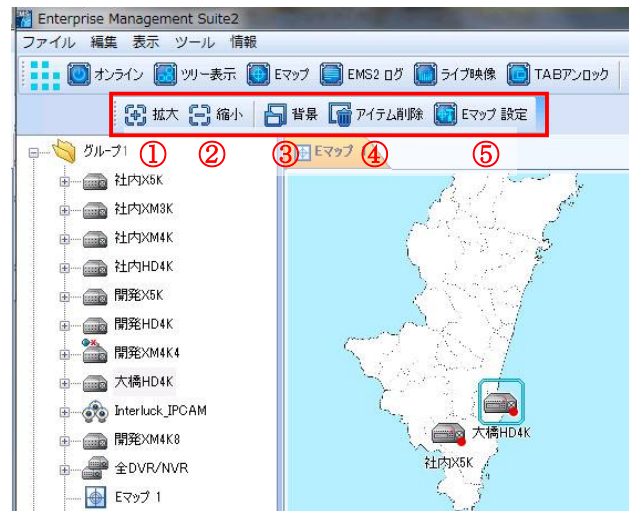 Enterprise Management Suite2
ファイル 編集 表示 ツール 情報
オンライン ツリー表示 Eマップ EMS2 ログ ライブ映像 TABアンロック
拡大 縮小 背景 アイテム削除 Eマップ 設定
① ② ③ ④ ⑤
グループ1
Eマップ
社内X5K
社内XM3K
社内XM4K
社内HD4K
開発X5K
開発HD4K
開発XM4K4
大橋HD4K
Interluck_IPCAM
開発XM4K8
全DVR/NVR
Eマップ 1
大橋HD4K
社内X5K